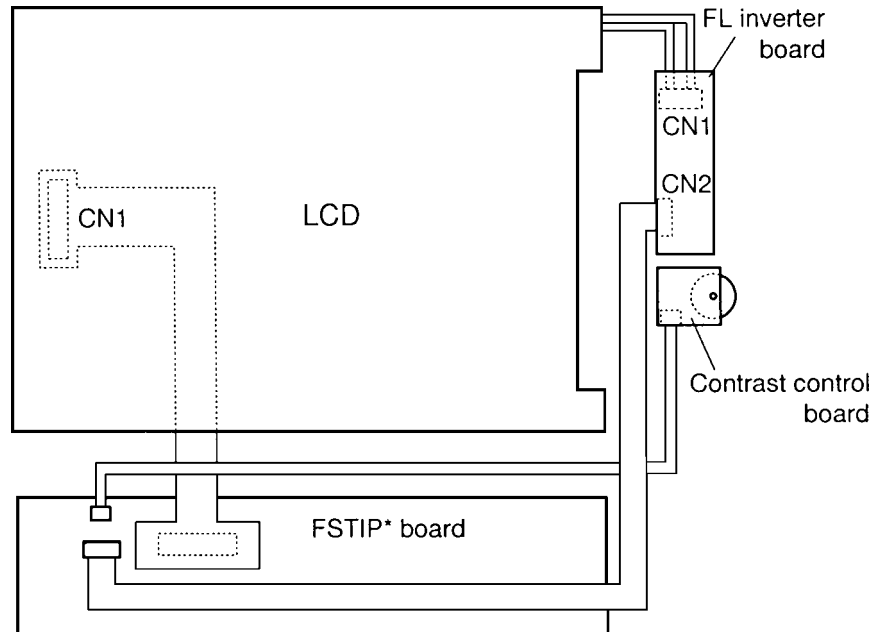 FL inverter
board
CN1
CN2
CN1
LCD
Contrast control
board
FSTIP* board